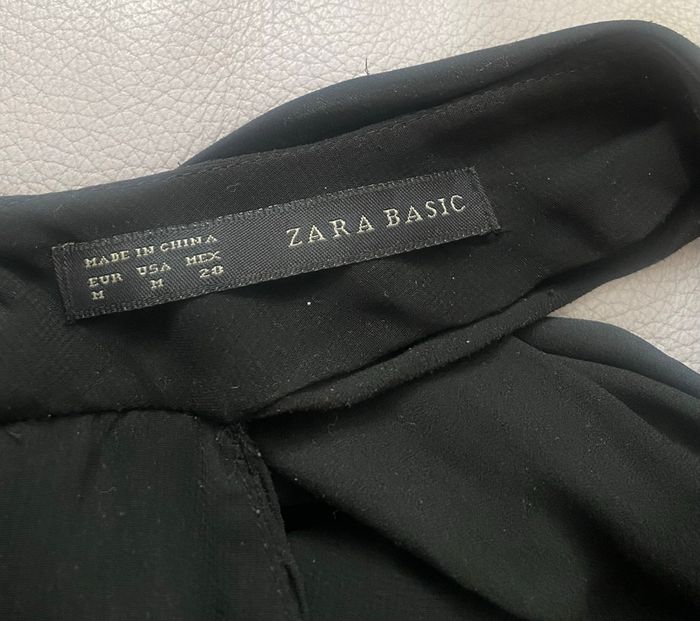 ZARA BASIC
MADE IN CHINA
EUR USA MEX
M M 28